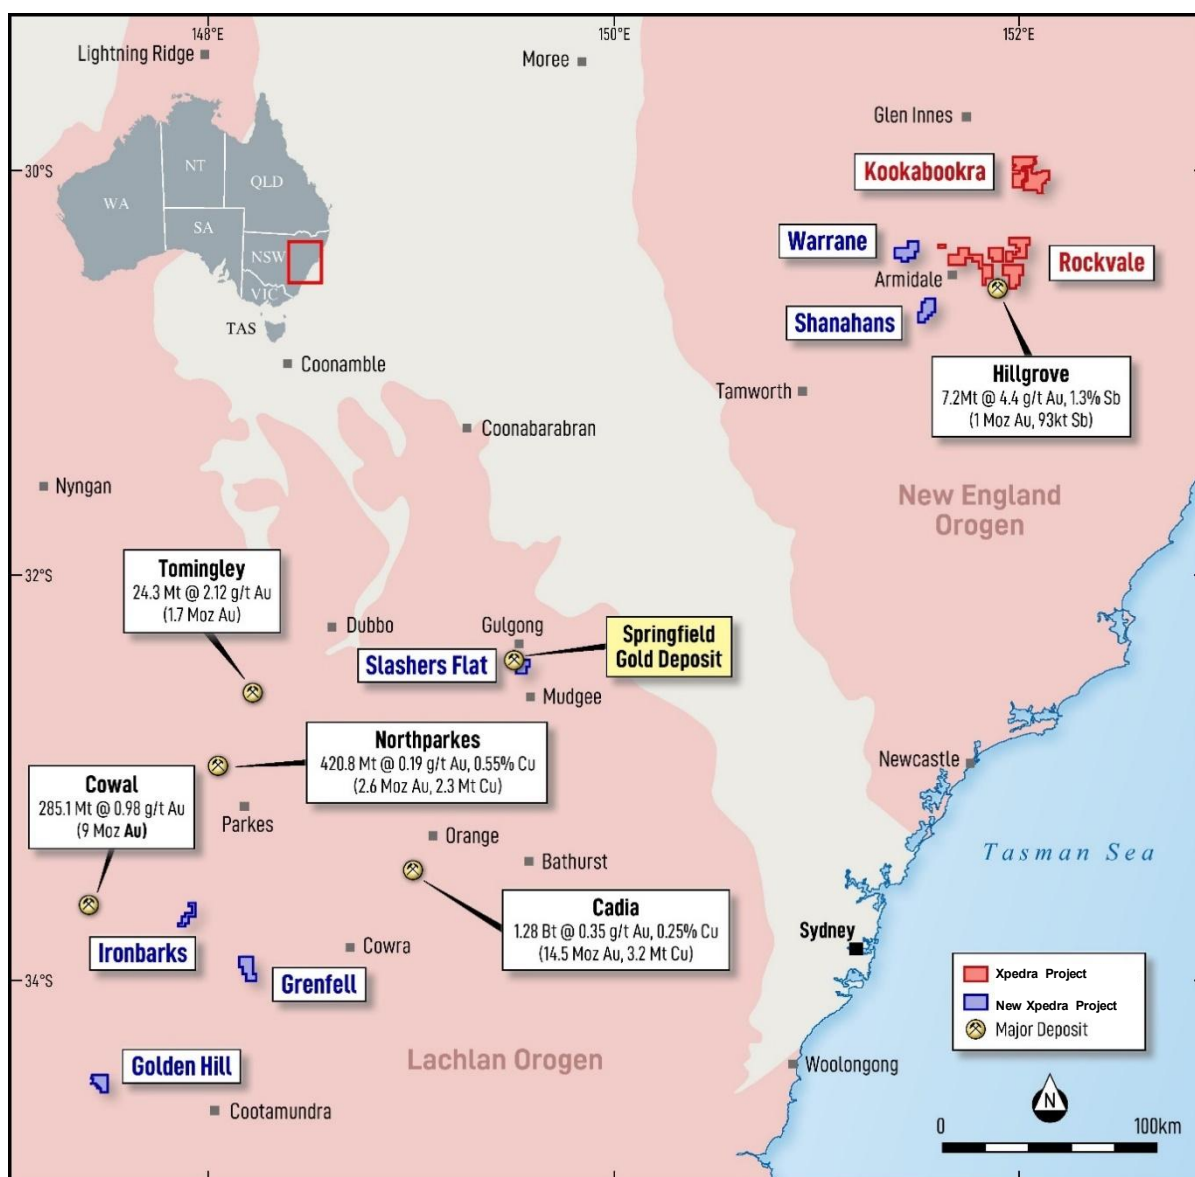 148°E
150°E
152°E
Lightning Ridge
Moree
Glen Innes
30°S
Kookabookra
WA
NT
QLD
SA
NSW
VIC
TAS
Warrane
Rockvale
Armidale
Shanahans
Coonamble
Hillgrove
7.2Mt @ 4.4 g/t Au, 1.3% Sb
(1 Moz Au, 93kt Sb)
Tamworth
Coonabarabran
Nyngan
New England
Orogen
Tomingley
24.3 Mt @ 2.12 g/t Au
(1.7 Moz Au)
32°S
Dubbo
Gulgong
Springfield
Gold Deposit
Slashers Flat
Mudgee
Northparkes
420.8 Mt @ 0.19 g/t Au, 0.55% Cu
(2.6 Moz Au, 2.3 Mt Cu)
Newcastle
Cowal
285.1 Mt @ 0.98 g/t Au
(9 Moz Au)
Parkes
Orange
Bathurst
Tasman Sea
Cadia
1.28 Bt @ 0.35 g/t Au, 0.25% Cu
(14.5 Moz Au, 3.2 Mt Cu)
Sydney
Ironbarks
Cowra
Grenfell
34°S
Xpedra Project
New Xpedra Project
Major Deposit
Golden Hill
Lachlan Orogen
Woolongong
Cootamundra
N
0
100km